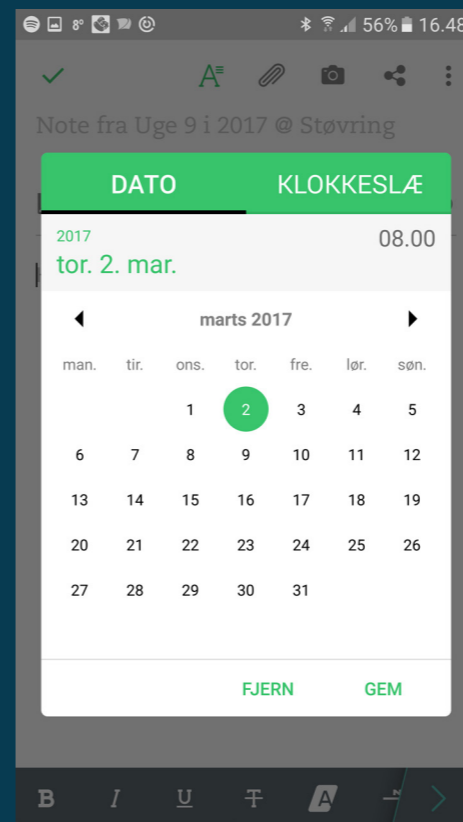 8° 56% 16.48
Note fra Uge 9 i 2017 @ Støvring
DATO KLOKKESLÆ
2017 08.00
tor. 2. mar.
marts 2017
man. tir. ons. tor. fre. lør. søn.
1 2 3 4 5
6 7 8 9 10 11 12
13 14 15 16 17 18 19
20 21 22 23 24 25 26
27 28 29 30 31
FJERN GEM
B I U T A